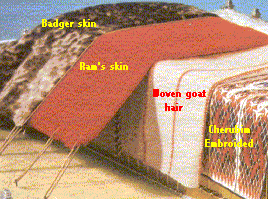 Badger skin
Ram's skin
Woven goat
hair
Cherubim
Embroided